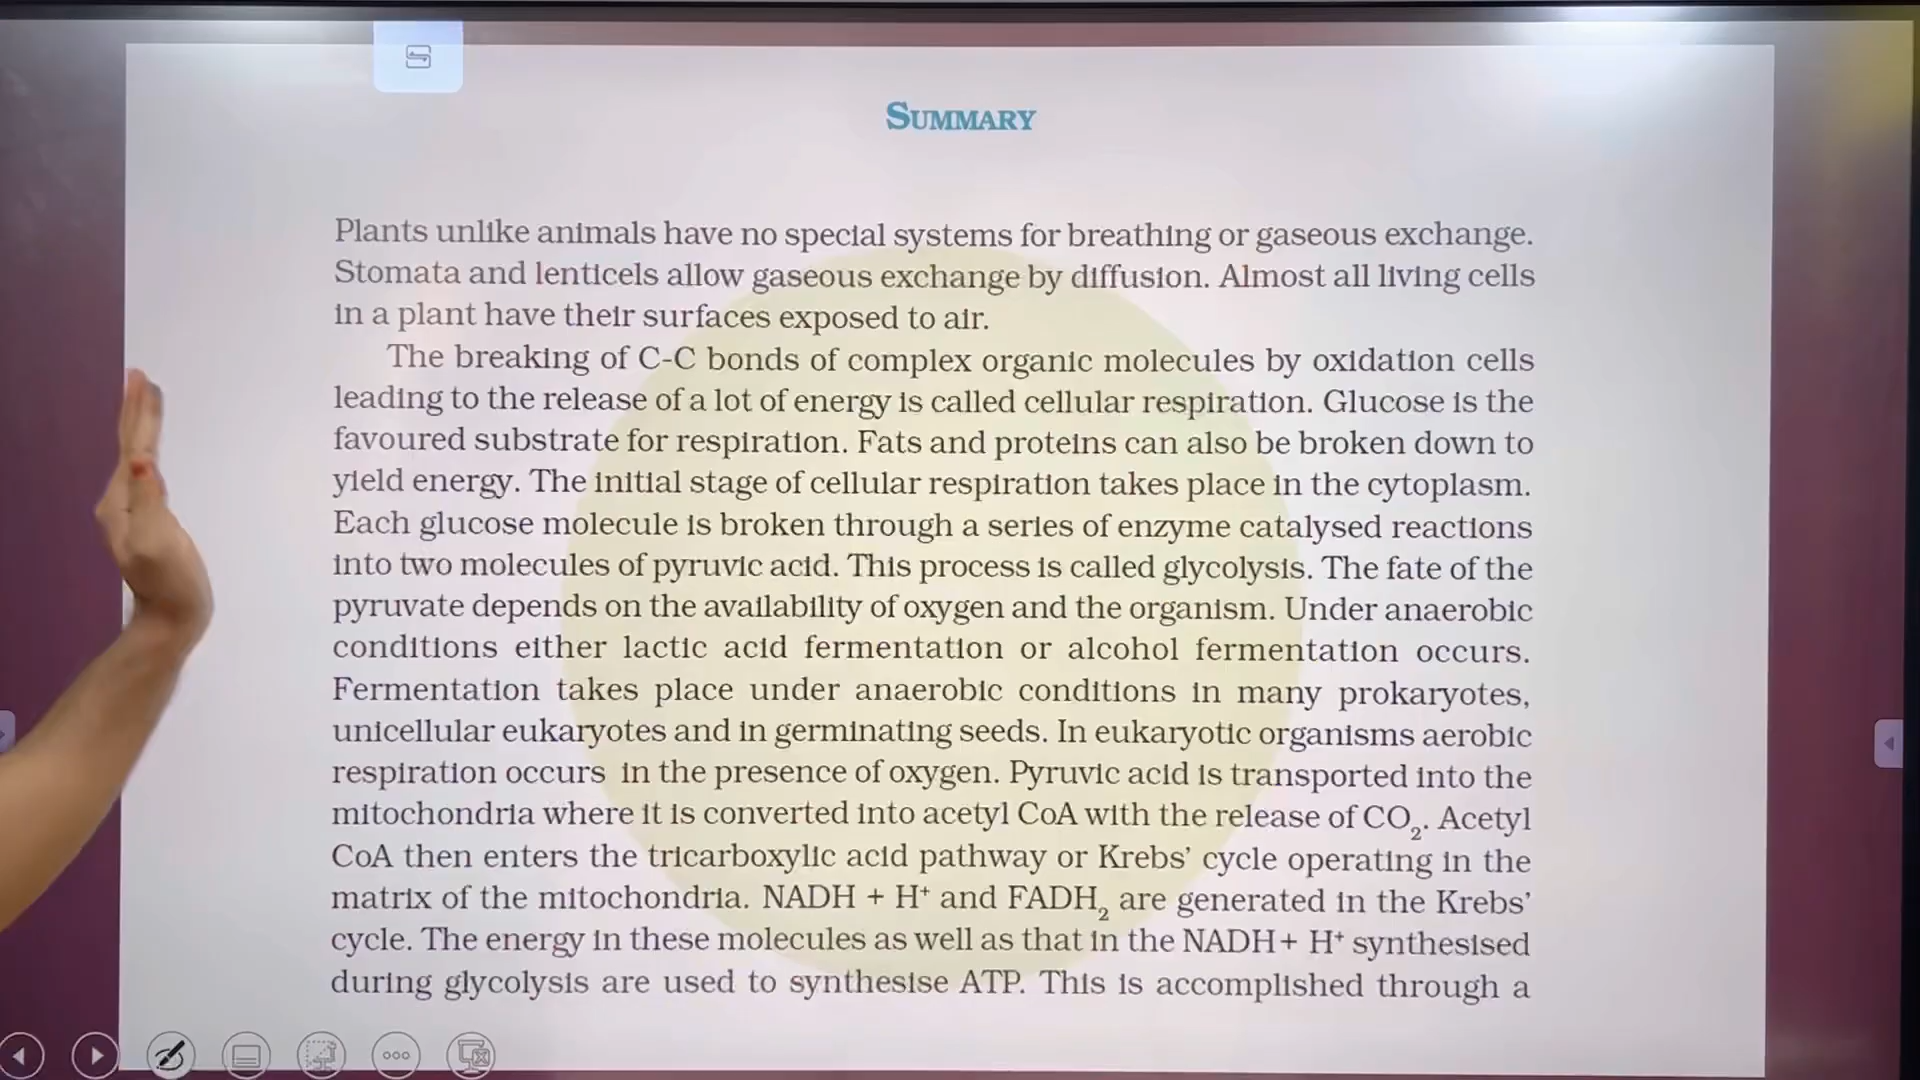 SUMMARY
Plants unlike animals have no special systems for breathing or gaseous exchange.
Stomata and lenticels allow gaseous exchange by diffusion. Almost all living cells
in a plant have their surfaces exposed to air.
The breaking of C-C bonds of complex organic molecules by oxidation cells
leading to the release of a lot of energy is called cellular respiration. Glucose is the
favoured substrate for respiration. Fats and proteins can also be broken down to
yield energy. The initial stage of cellular respiration takes place in the cytoplasm.
Each glucose molecule is broken through a series of enzyme catalysed reactions
into two molecules of pyruvic acid. This process is called glycolysis. The fate of the
pyruvate depends on the availability of oxygen and the organism. Under anaerobic
conditions either lactic acid fermentation or alcohol fermentation occurs.
Fermentation takes place under anaerobic conditions in many prokaryotes,
unicellular eukaryotes and in germinating seeds. In eukaryotic organisms aerobic
respiration occurs in the presence of oxygen. Pyruvic acid is transported into the
mitochondria where it is converted into acetyl CoA with the release of CO₂. Acetyl
CoA then enters the tricarboxylic acid pathway or Krebs’ cycle operating in the
matrix of the mitochondria. NADH + H⁺ and FADH₂ are generated in the Krebs’
cycle. The energy in these molecules as well as that in the NADH+ H⁺ synthesised
during glycolysis are used to synthesise ATP. This is accomplished through a